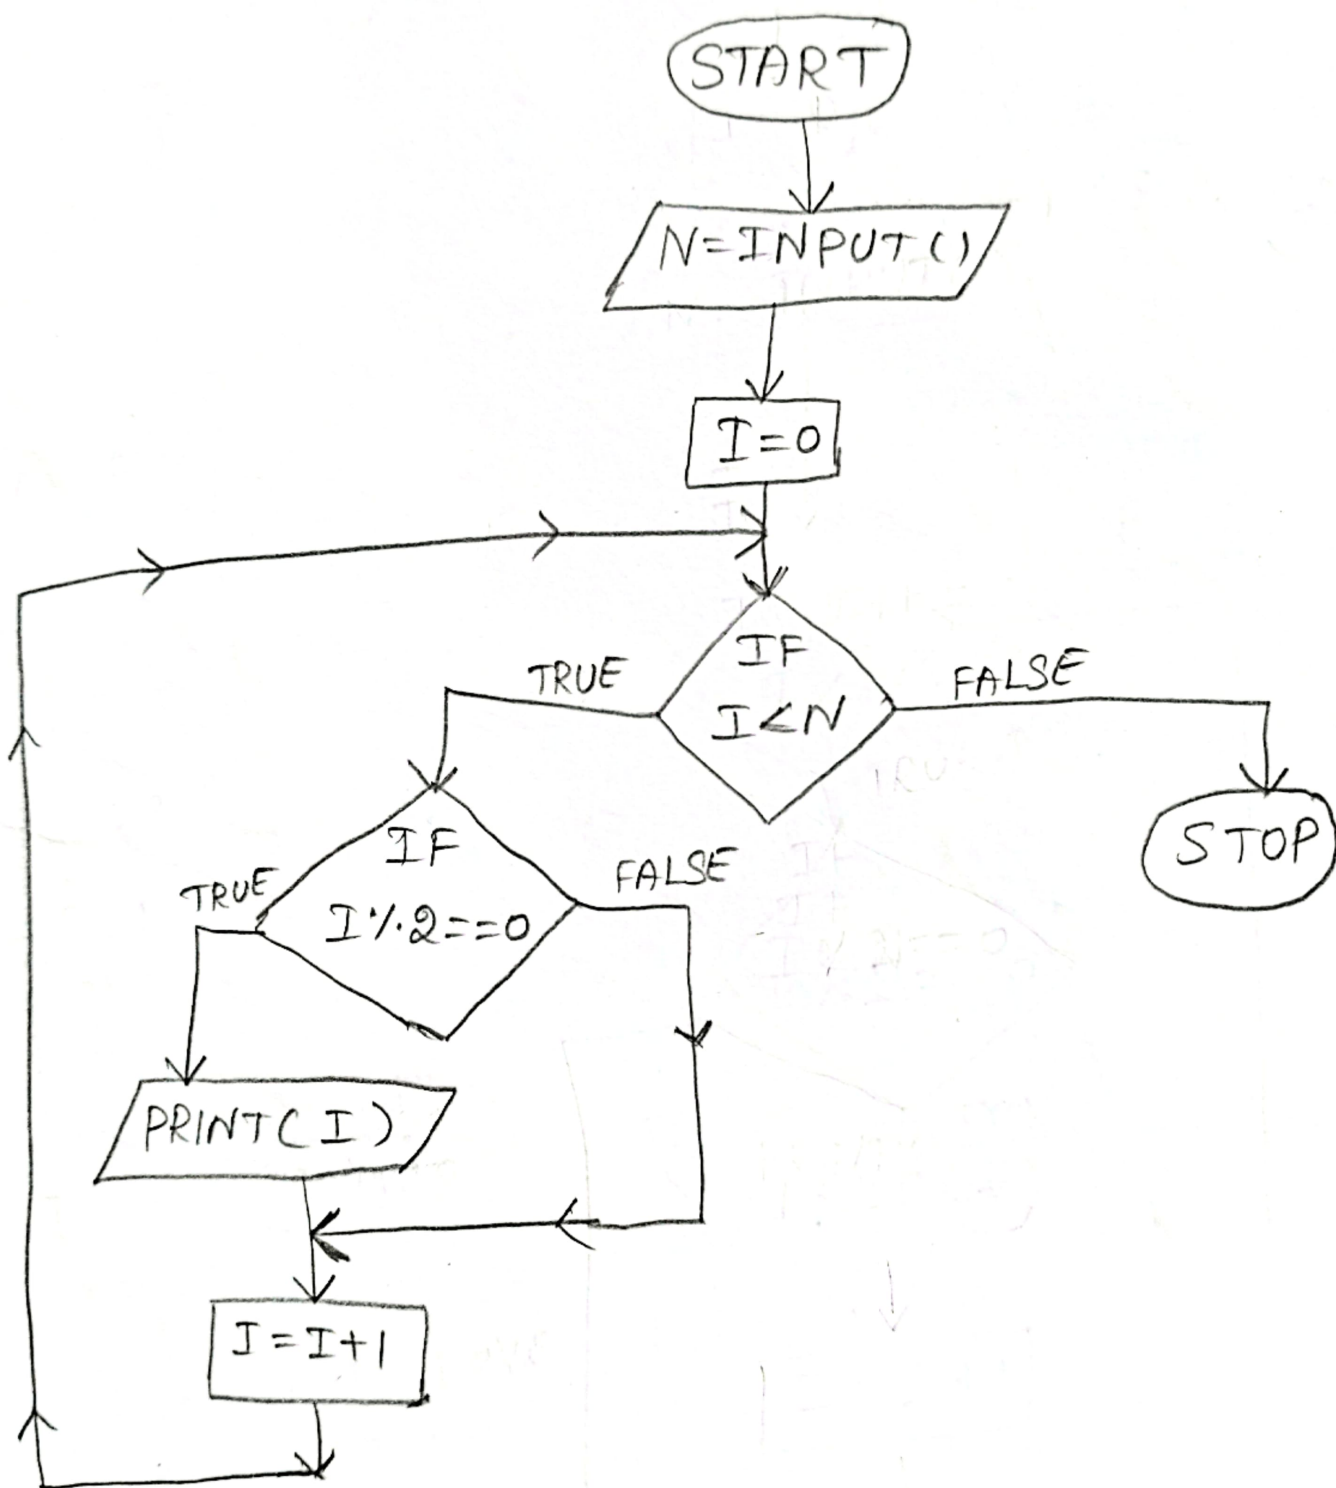 START
N=INPUT()
I=0
IF
I<N
TRUE
FALSE
STOP
IF
I%2==0
TRUE
FALSE
PRINT(I)
I=I+1